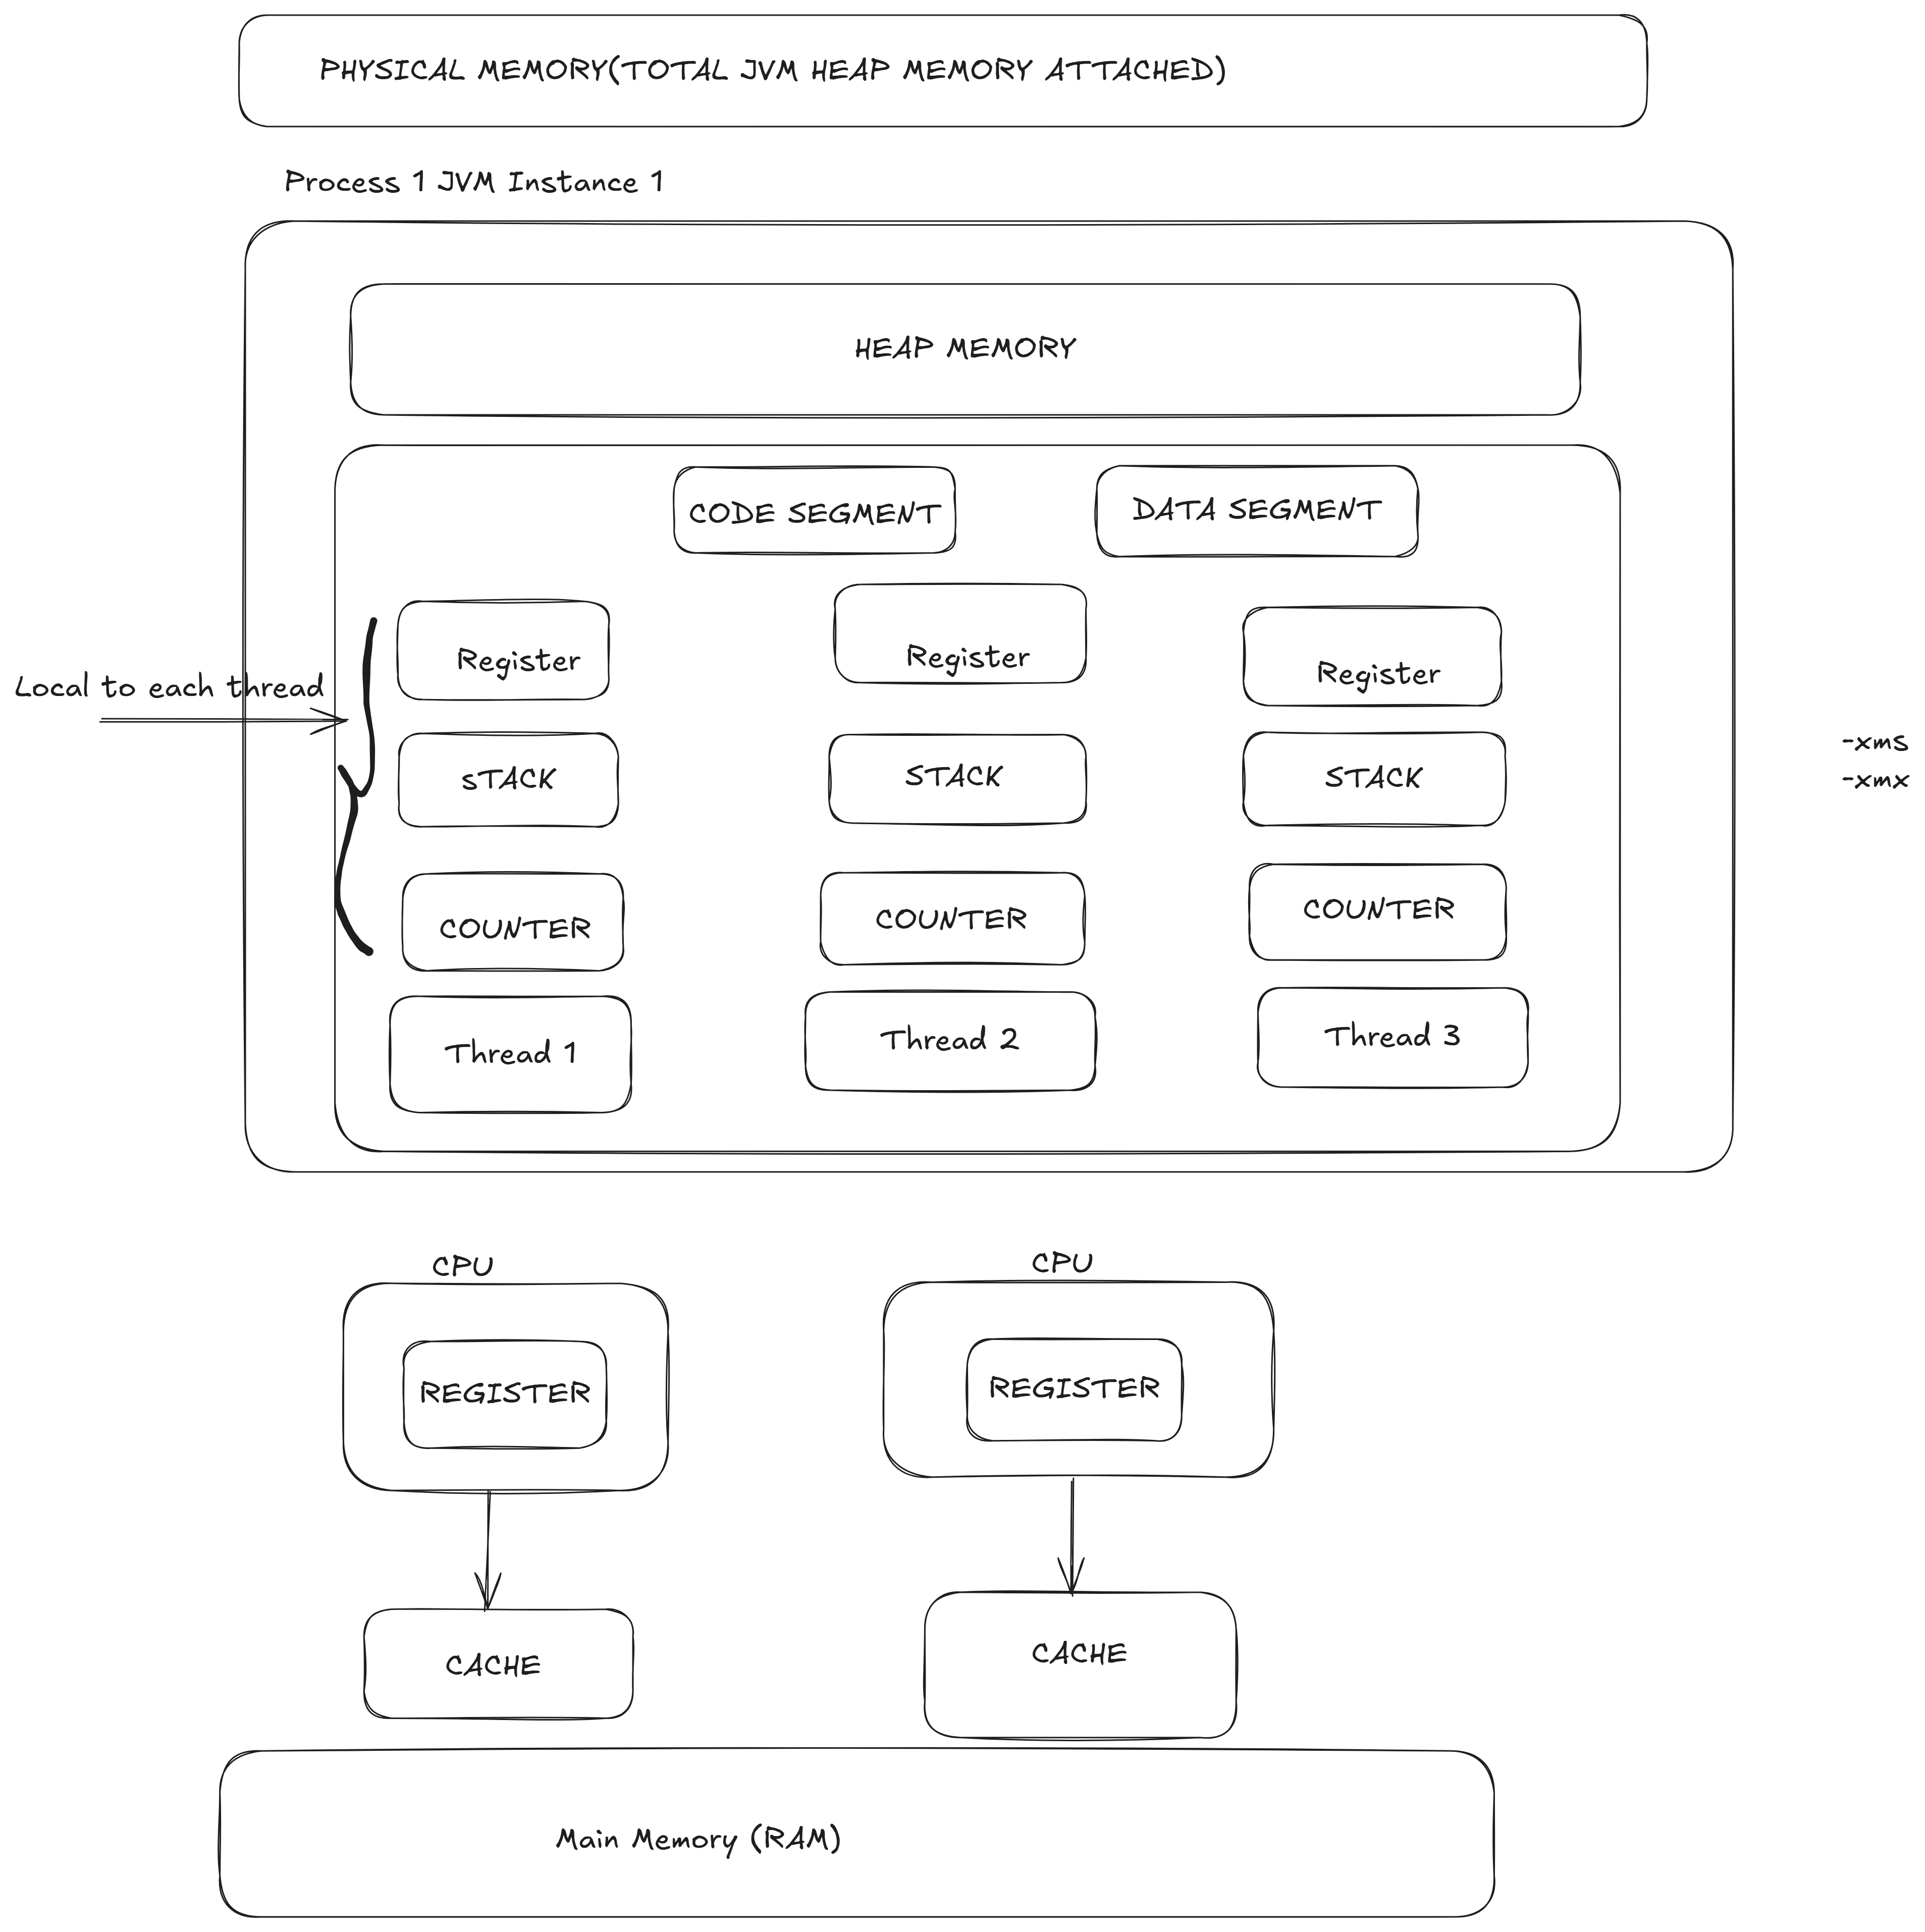 PHYSICAL MEMORY(TOTAL JVM HEAP MEMORY ATTACHED)
Process 1 JVM Instance 1
HEAP MEMORY
CODE SEGMENT
DATA SEGMENT
Register
Register
Register
Local to each thread
-xms
-xmx
sTACK
STACK
STACK
COUNTER
COUNTER
COUNTER
Thread 1
Thread 2
Thread 3
CPU
CPU
REGISTER
REGISTER
CACHE
CACHE
Main Memory (RAM)